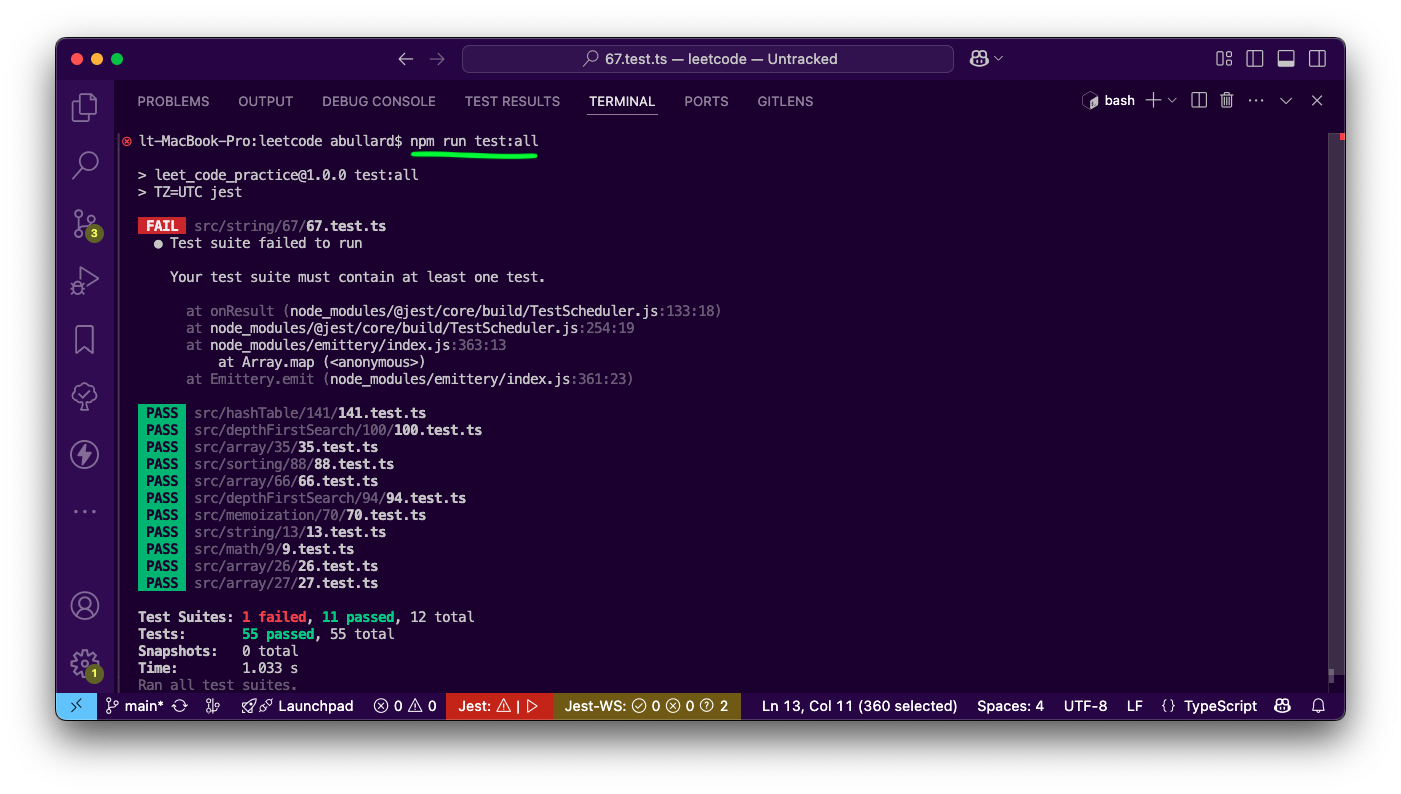 67.test.ts — leetcode — Untracked
PROBLEMS OUTPUT DEBUG CONSOLE TEST RESULTS TERMINAL PORTS GITLENS bash
lt-MacBook-Pro:leetcode abullard$ npm run test:all
> leet_code_practice@1.0.0 test:all
> TZ=UTC jest
FAIL src/string/67/67.test.ts
● Test suite failed to run
Your test suite must contain at least one test.
at onResult (node_modules/@jest/core/build/TestScheduler.js:133:18)
at node_modules/@jest/core/build/TestScheduler.js:254:19
at node_modules/emittery/index.js:363:13
at Array.map (<anonymous>)
at Emittery.emit (node_modules/emittery/index.js:361:23)
PASS src/hashTable/141/141.test.ts
PASS src/depthFirstSearch/100/100.test.ts
PASS src/array/35/35.test.ts
PASS src/sorting/88/88.test.ts
PASS src/array/66/66.test.ts
PASS src/depthFirstSearch/94/94.test.ts
PASS src/memoization/70/70.test.ts
PASS src/string/13/13.test.ts
PASS src/math/9/9.test.ts
PASS src/array/26/26.test.ts
PASS src/array/27/27.test.ts
Test Suites: 1 failed, 11 passed, 12 total
Tests: 55 passed, 55 total
Snapshots: 0 total
Time: 1.033 s
Ran all test suites.
3
1
main* Launchpad 0 0 Jest: | Jest-WS: 0 0 2 Ln 13, Col 11 (360 selected) Spaces: 4 UTF-8 LF {} TypeScript